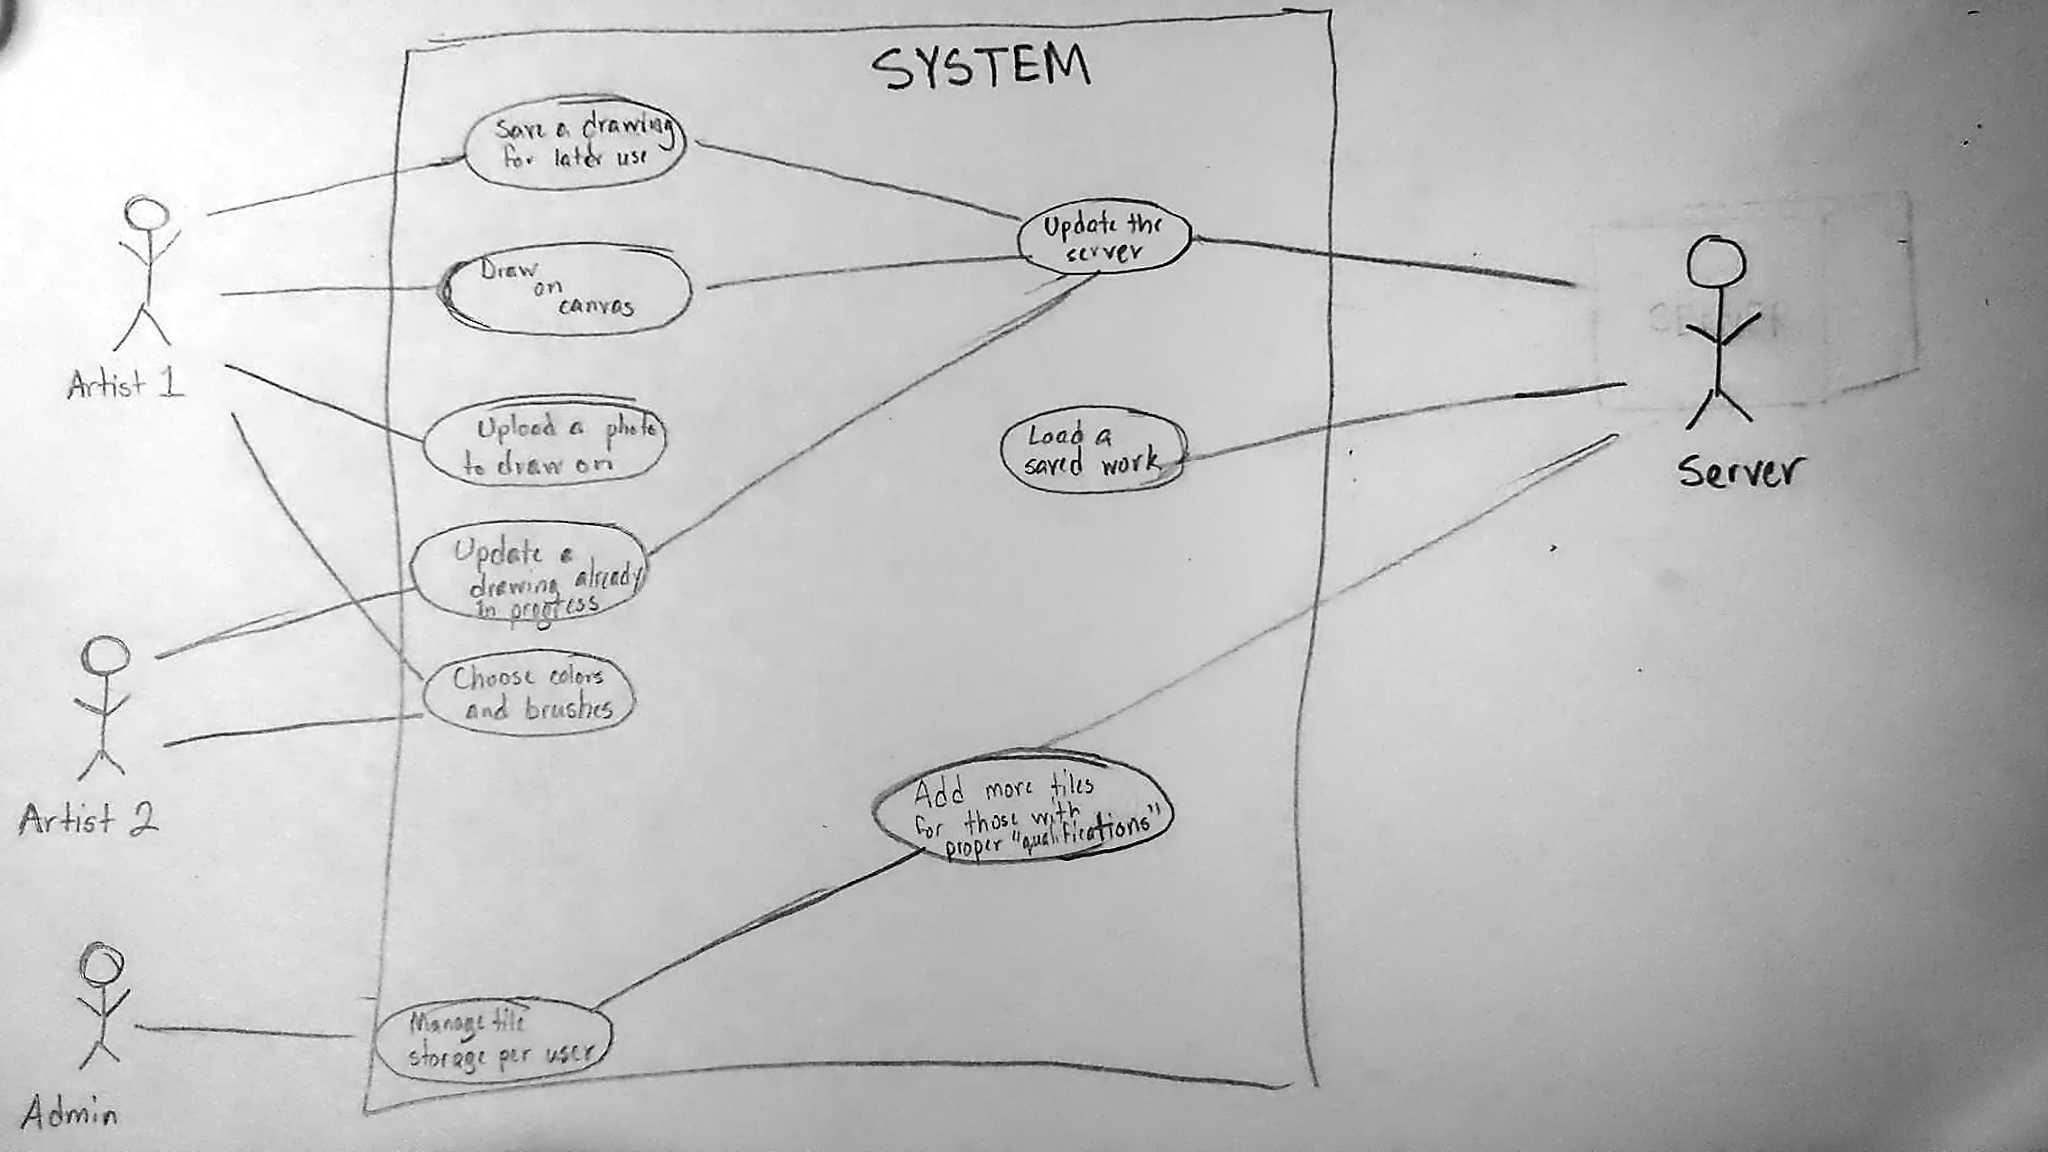 SYSTEM
Save a drawing
for later use
Update the
server
Draw
on
canvas
Artist 1
Upload a photo
to draw on
Load a
saved work
Server
Update a
drawing already
in progress
Choose colors
and brushes
Artist 2
Add more tiles
for those with
proper "qualifications"
Manage tile
storage per user
Admin